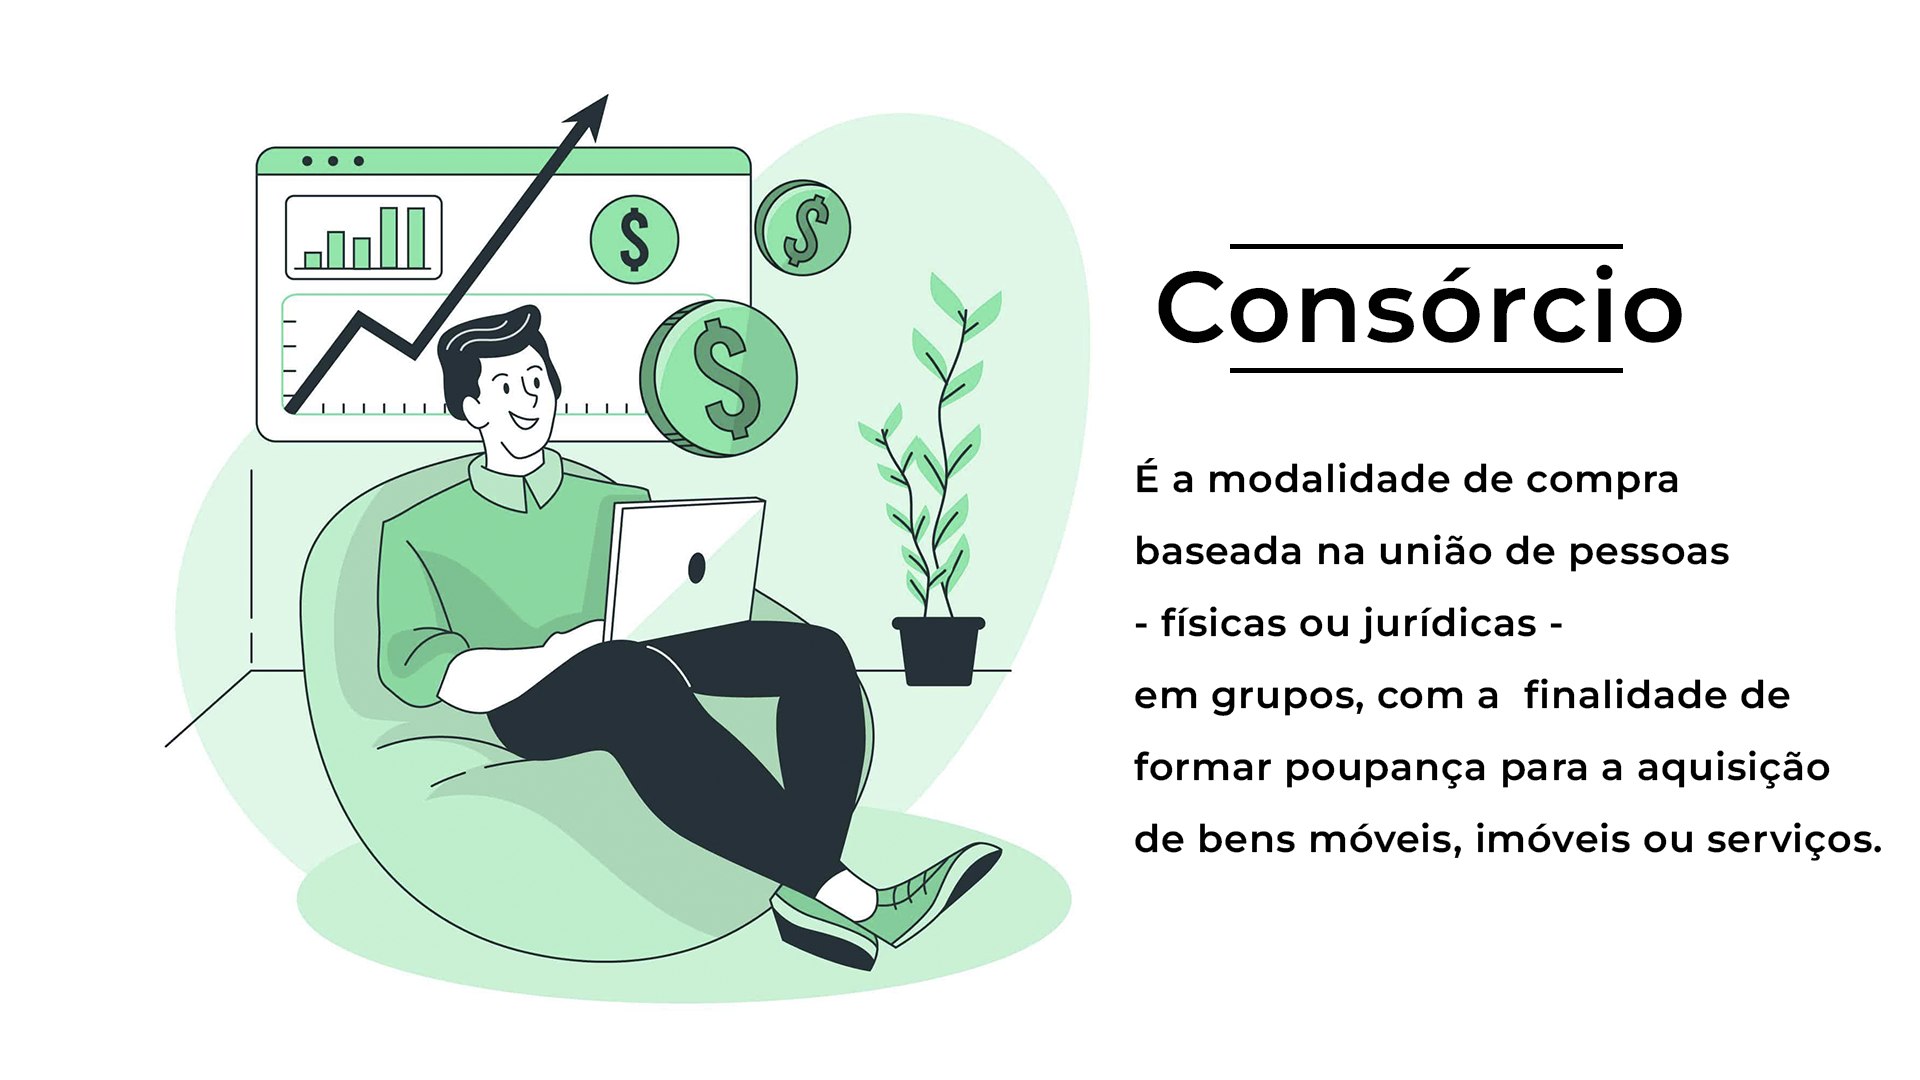 Consórcio
É a modalidade de compra
baseada na união de pessoas
- físicas ou jurídicas -
em grupos, com a  finalidade de
formar poupança para a aquisição
de bens móveis, imóveis ou serviços.
$
$
$